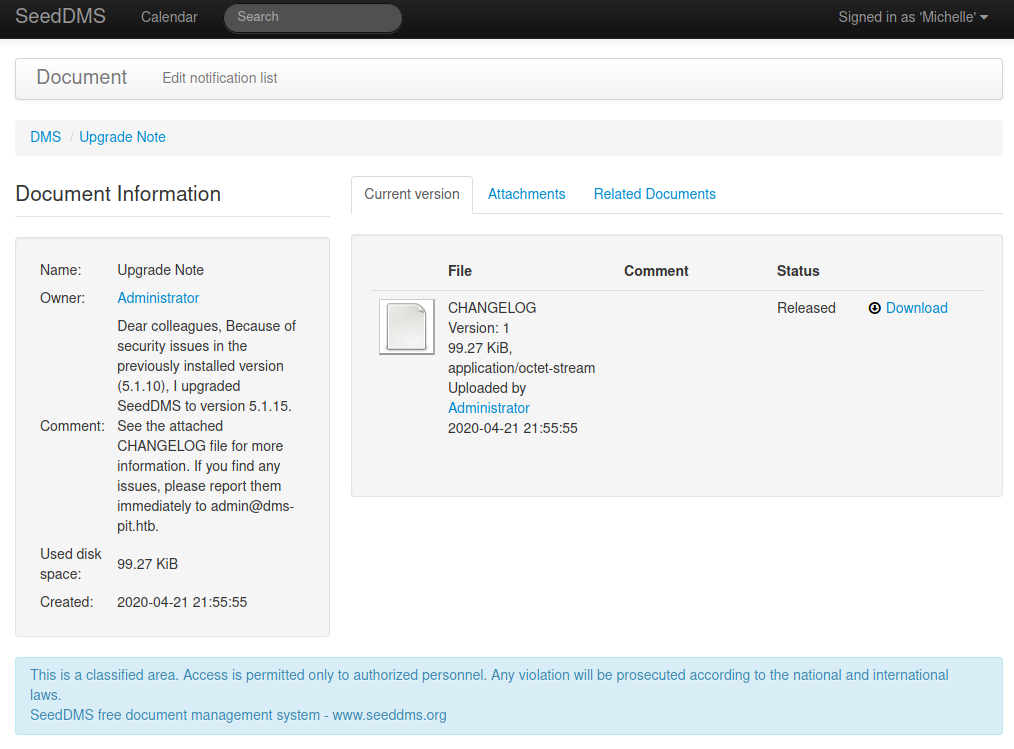 SeedDMS Calendar Search Signed in as 'Michelle'
Document Edit notification list
DMS / Upgrade Note
Document Information
Name: Upgrade Note
Owner: Administrator
Comment: Dear colleagues, Because of
security issues in the
previously installed version
(5.1.10), I upgraded
SeedDMS to version 5.1.15.
See the attached
CHANGELOG file for more
information. If you find any
issues, please report them
immediately to admin@dms-
pit.htb.
Used disk
space: 99.27 KiB
Created: 2020-04-21 21:55:55
Current version Attachments Related Documents
File Comment Status
CHANGELOG Released Download
Version: 1
99.27 KiB,
application/octet-stream
Uploaded by
Administrator
2020-04-21 21:55:55
This is a classified area. Access is permitted only to authorized personnel. Any violation will be prosecuted according to the national and international
laws.
SeedDMS free document management system - www.seeddms.org